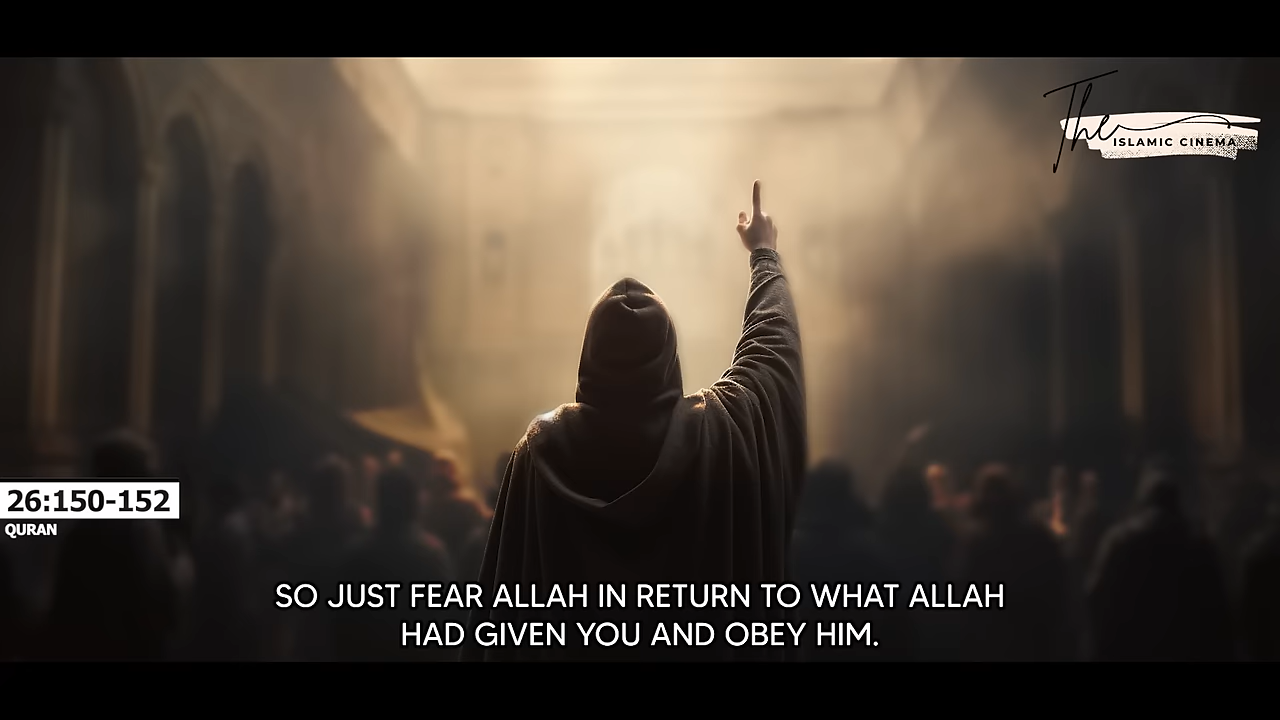 The
ISLAMIC CINEMA
26:150-152
QURAN
SO JUST FEAR ALLAH IN RETURN TO WHAT ALLAH
HAD GIVEN YOU AND OBEY HIM.